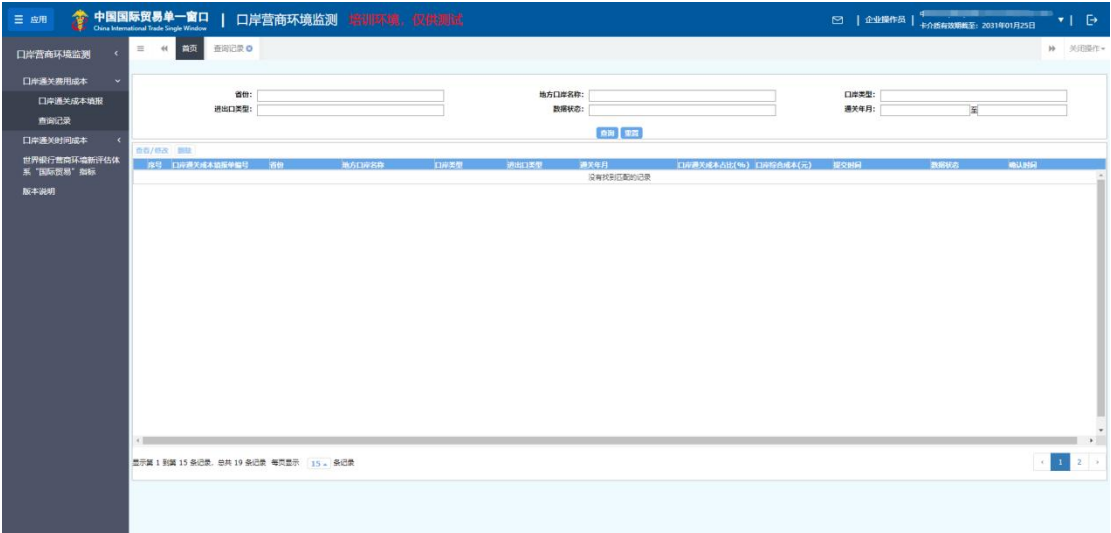 应用
中国国际贸易单一窗口
China International Trade Single Window
口岸营商环境监测 培训环境，仅供测试
企业操作员
卡介质有效期截至：2031年01月25日
口岸营商环境监测
首页 查询记录
关闭操作
口岸通关费用成本
口岸通关成本填报
查询记录
口岸通关时间成本
世界银行营商环境新评估体
系“国际贸易”指标
版本说明
省份： 地方口岸名称： 口岸类型：
进出口类型： 数据状态： 通关年月： 至
查询 重置
查看/修改 删除
序号 口岸通关成本填报单编号 省份 地方口岸名称 口岸类型 进出口类型 通关年月 口岸通关成本占比(%) 口岸综合成本(元) 提交时间 数据状态 确认时间
没有找到匹配的记录
显示第 1 到第 15 条记录，总共 19 条记录 每页显示 15 条记录
1 2